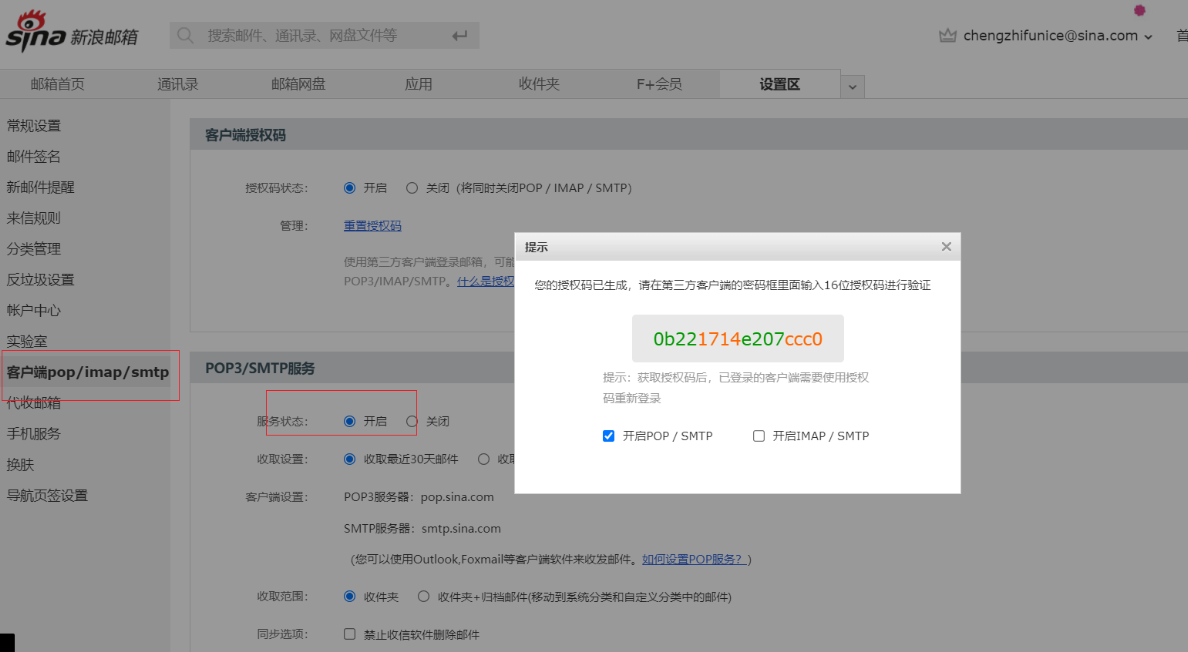 sina 新浪邮箱
搜索邮件、通讯录、网盘文件等
chengzhifunice@sina.com
首
邮箱首页 通讯录 邮箱网盘 应用 收件夹 F+会员 设置区
常规设置
邮件签名
新邮件提醒
来信规则
分类管理
反垃圾设置
帐户中心
实验室
客户端pop/imap/smtp
代收邮箱
手机服务
换肤
导航页签设置
客户端授权码
授权码状态： 开启 关闭 (将同时关闭POP / IMAP / SMTP)
管理： 重置授权码
使用第三方客户端登录邮箱，可能
POP3/IMAP/SMTP。什么是授权
POP3/SMTP服务
服务状态： 开启 关闭
收取设置： 收取最近30天邮件 收取
客户端设置： POP3服务器：pop.sina.com
SMTP服务器：smtp.sina.com
(您可以使用Outlook,Foxmail等客户端软件来收发邮件。如何设置POP服务？)
收取范围： 收件夹 收件夹+归档邮件(移动到系统分类和自定义分类中的邮件)
同步选项： 禁止收信软件删除邮件
提示
您的授权码已生成，请在第三方客户端的密码框里面输入16位授权码进行验证
0b221714e207ccc0
提示：获取授权码后，已登录的客户端需要使用授权
码重新登录
开启POP / SMTP 开启IMAP / SMTP